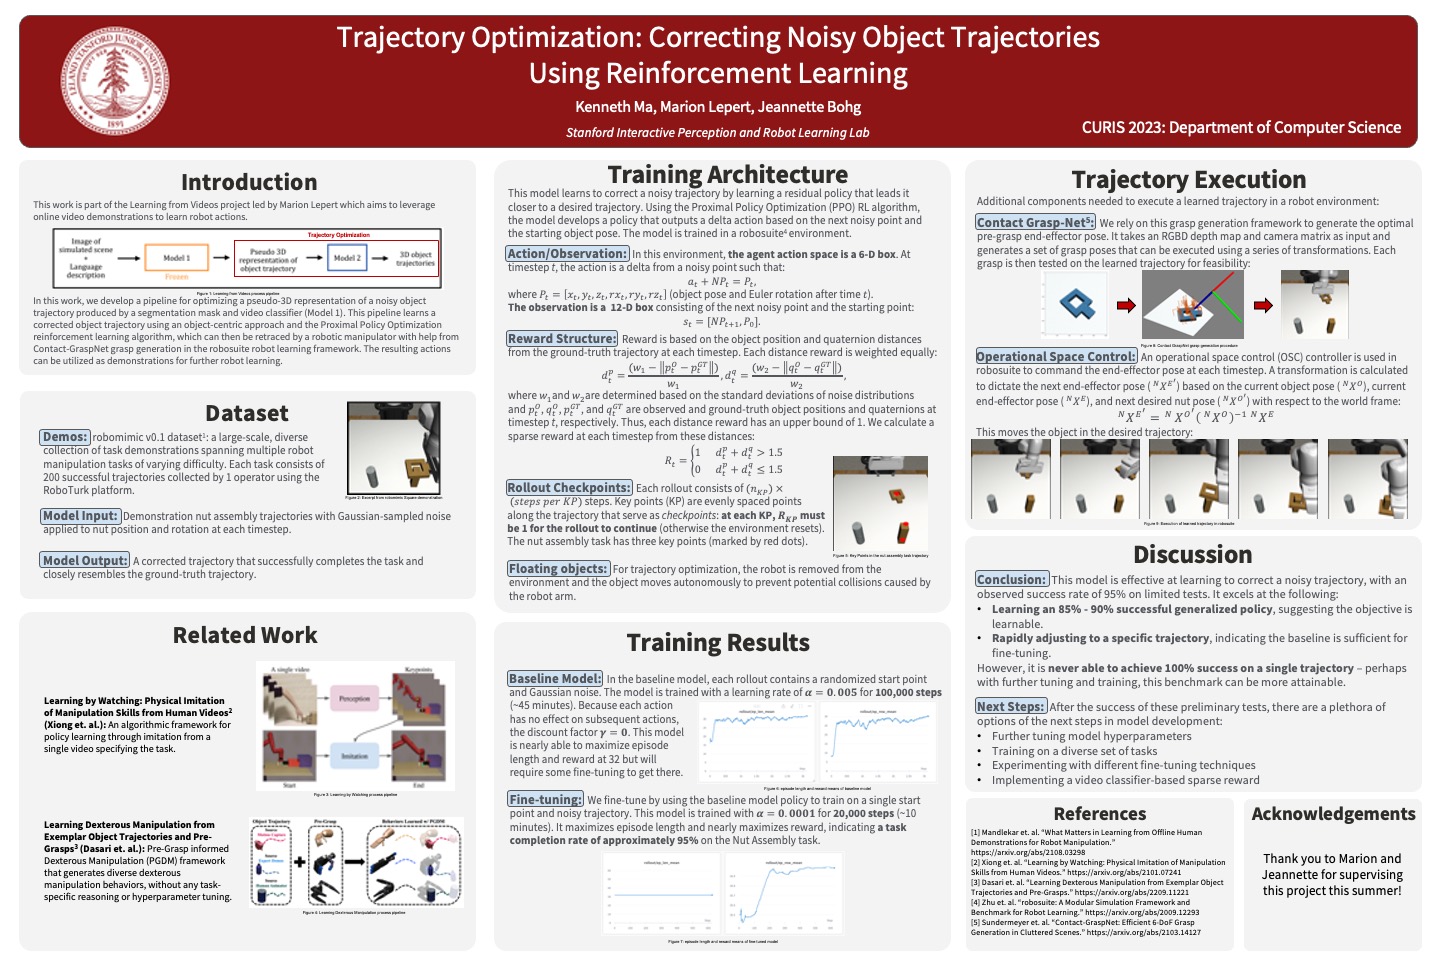 Trajectory Optimization: Correcting Noisy Object Trajectories
Using Reinforcement Learning
Kenneth Ma, Marion Lepert, Jeannette Bohg
Stanford Interactive Perception and Robot Learning Lab
CURIS 2023: Department of Computer Science
Introduction
This work is part of the Learning from Videos project led by Marion Lepert which aims to leverage
online video demonstrations to learn robot actions.
Trajectory Optimization
Image of
simulated scene
+
Language
description
Model 1
Frozen
Pseudo 3D
representation of
object trajectory
Model 2
3D object
trajectories
Figure 1: Learning from Videos process pipeline
In this work, we develop a pipeline for optimizing a pseudo-3D representation of a noisy object
trajectory produced by a segmentation mask and video classifier (Model 1). This pipeline learns a
corrected object trajectory using an object-centric approach and the Proximal Policy Optimization
reinforcement learning algorithm, which can then be retraced by a robotic manipulator with help from
Contact-GraspNet grasp generation in the robosuite robot learning framework. The resulting actions
can be utilized as demonstrations for further robot learning.
Dataset
Demos: robomimic v0.1 dataset¹: a large-scale, diverse
collection of task demonstrations spanning multiple robot
manipulation tasks of varying difficulty. Each task consists of
200 successful trajectories collected by 1 operator using the
RoboTurk platform.
Figure 2: Excerpt from robomimic Square demonstration
Model Input: Demonstration nut assembly trajectories with Gaussian-sampled noise
applied to nut position and rotation at each timestep.
Model Output: A corrected trajectory that successfully completes the task and
closely resembles the ground-truth trajectory.
Related Work
Learning by Watching: Physical Imitation
of Manipulation Skills from Human Videos²
(Xiong et. al.): An algorithmic framework for
policy learning through imitation from a
single video specifying the task.
A single video
Keypoints
Perception
Imitation
Start
End
Figure 3: Learning by Watching process pipeline
Learning Dexterous Manipulation from
Exemplar Object Trajectories and Pre-
Grasps³ (Dasari et. al.): Pre-Grasp informed
Dexterous Manipulation (PGDM) framework
that generates diverse dexterous
manipulation behaviors, without any task-
specific reasoning or hyperparameter tuning.
Object Trajectory
Behaviors Learned w/ PGDM
Figure 4: Learning Dexterous Manipulation process pipeline
Training Architecture
This model learns to correct a noisy trajectory by learning a residual policy that leads it
closer to a desired trajectory. Using the Proximal Policy Optimization (PPO) RL algorithm,
the model develops a policy that outputs a delta action based on the next noisy point and
the starting object pose. The model is trained in a robosuite⁴ environment.
Action/Observation: In this environment, the agent action space is a 6-D box. At
timestep t, the action is a delta from a noisy point such that:
a_t + NP_t = P_t,
where P_t = [x_t, y_t, z_t, rx_t, ry_t, rz_t] (object pose and Euler rotation after time t).
The observation is a 12-D box consisting of the next noisy point and the starting point:
s_t = [NP_{t+1}, P_0].
Reward Structure: Reward is based on the object position and quaternion distances
from the ground-truth trajectory at each timestep. Each distance reward is weighted equally:
d_t^p = (w_1 − ‖p_t^O − p_t^{GT}‖) / w_1, d_t^q = (w_2 − ‖q_t^O − q_t^{GT}‖) / w_2,
where w_1 and w_2 are determined based on the standard deviations of noise distributions
and p_t^O, q_t^O, p_t^{GT}, and q_t^{GT} are observed and ground-truth object positions and quaternions at
timestep t, respectively. Thus, each distance reward has an upper bound of 1. We calculate a
sparse reward at each timestep from these distances:
R_t = { 1 d_t^p + d_t^q > 1.5
0 d_t^p + d_t^q ≤ 1.5
Rollout Checkpoints: Each rollout consists of (n_{KP}) ×
(steps per KP) steps. Key points (KP) are evenly spaced points
along the trajectory that serve as checkpoints: at each KP, R_{KP} must
be 1 for the rollout to continue (otherwise the environment resets).
The nut assembly task has three key points (marked by red dots).
Figure 5: Key Points in the nut assembly task trajectory
Floating objects: For trajectory optimization, the robot is removed from the
environment and the object moves autonomously to prevent potential collisions caused by
the robot arm.
Training Results
Baseline Model: In the baseline model, each rollout contains a randomized start point
and Gaussian noise. The model is trained with a learning rate of α = 0.005 for 100,000 steps
(~45 minutes). Because each action
has no effect on subsequent actions,
the discount factor γ = 0. This model
is nearly able to maximize episode
length and reward at 32 but will
require some fine-tuning to get there.
rollout/ep_len_mean
rollout/ep_rew_mean
Figure 6: episode length and reward means of baseline model
Fine-tuning: We fine-tune by using the baseline model policy to train on a single start
point and noisy trajectory. This model is trained with α = 0.0001 for 20,000 steps (~10
minutes). It maximizes episode length and nearly maximizes reward, indicating a task
completion rate of approximately 95% on the Nut Assembly task.
rollout/ep_len_mean
rollout/ep_rew_mean
Figure 7: episode length and reward means of fine-tuned model
Trajectory Execution
Additional components needed to execute a learned trajectory in a robot environment:
Contact Grasp-Net⁵: We rely on this grasp generation framework to generate the optimal
pre-grasp end-effector pose. It takes an RGBD depth map and camera matrix as input and
generates a set of grasp poses that can be executed using a series of transformations. Each
grasp is then tested on the learned trajectory for feasibility:
Figure 8: Contact GraspNet grasp generation procedure
Operational Space Control: An operational space control (OSC) controller is used in
robosuite to command the end-effector pose at each timestep. A transformation is calculated
to dictate the next end-effector pose (ᴺX^{E′}) based on the current object pose (ᴺX^O), current
end-effector pose (ᴺX^E), and next desired nut pose (ᴺX^{O′}) with respect to the world frame:
ᴺX^{E′} = ᴺX^{O′}(ᴺX^O)^{−1} ᴺX^E
This moves the object in the desired trajectory:
Figure 9: Execution of learned trajectory in robosuite
Discussion
Conclusion: This model is effective at learning to correct a noisy trajectory, with an
observed success rate of 95% on limited tests. It excels at the following:
• Learning an 85% - 90% successful generalized policy, suggesting the objective is
learnable.
• Rapidly adjusting to a specific trajectory, indicating the baseline is sufficient for
fine-tuning.
However, it is never able to achieve 100% success on a single trajectory – perhaps
with further tuning and training, this benchmark can be more attainable.
Next Steps: After the success of these preliminary tests, there are a plethora of
options of the next steps in model development:
• Further tuning model hyperparameters
• Training on a diverse set of tasks
• Experimenting with different fine-tuning techniques
• Implementing a video classifier-based sparse reward
References
[1] Mandlekar et. al. “What Matters in Learning from Offline Human
Demonstrations for Robot Manipulation.”
https://arxiv.org/abs/2108.03298
[2] Xiong et. al. “Learning by Watching: Physical Imitation of Manipulation
Skills from Human Videos.” https://arxiv.org/abs/2101.07241
[3] Dasari et. al. “Learning Dexterous Manipulation from Exemplar Object
Trajectories and Pre-Grasps.” https://arxiv.org/abs/2209.11221
[4] Zhu et. al. “robosuite: A Modular Simulation Framework and
Benchmark for Robot Learning.” https://arxiv.org/abs/2009.12293
[5] Sundermeyer et. al. “Contact-GraspNet: Efficient 6-DoF Grasp
Generation in Cluttered Scenes.” https://arxiv.org/abs/2103.14127
Acknowledgements
Thank you to Marion and
Jeannette for supervising
this project this summer!